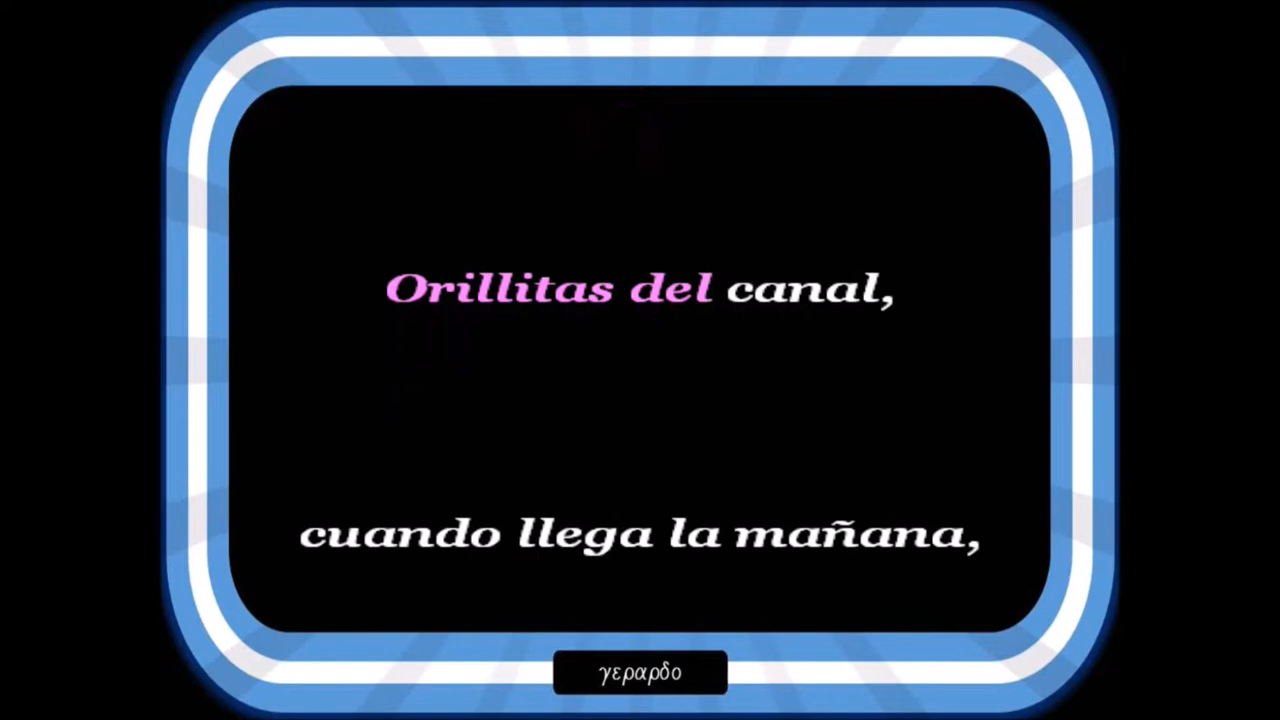 Orillitas del canal,
cuando llega la mañana,
γεραρδο